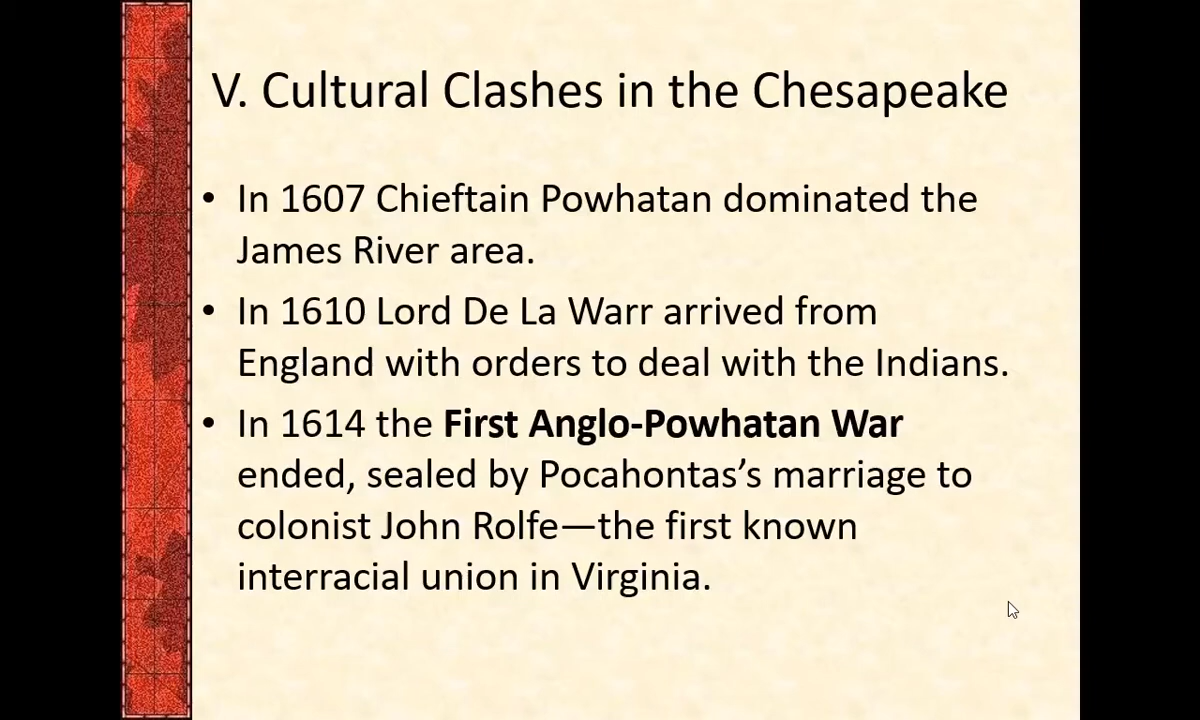 V. Cultural Clashes in the Chesapeake
• In 1607 Chieftain Powhatan dominated the
James River area.
• In 1610 Lord De La Warr arrived from
England with orders to deal with the Indians.
• In 1614 the First Anglo-Powhatan War
ended, sealed by Pocahontas’s marriage to
colonist John Rolfe—the first known
interracial union in Virginia.